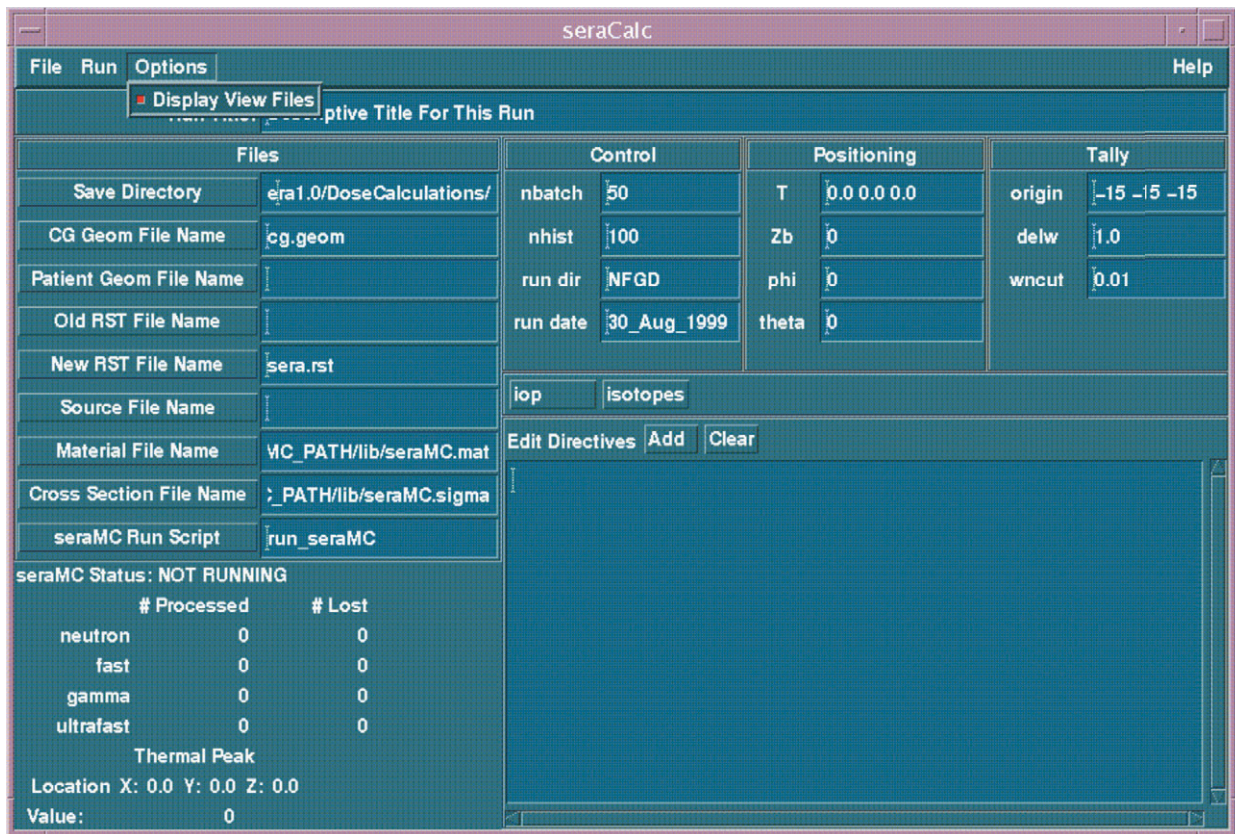 seraCalc
File Run Options Help
Display View Files
ptive Title For This Run
Files
Save Directory era1.0/DoseCalculations/
CG Geom File Name cg.geom
Patient Geom File Name
Old RST File Name
New RST File Name sera.rst
Source File Name
Material File Name MC_PATH/lib/seraMC.mat
Cross Section File Name C_PATH/lib/seraMC.sigma
seraMC Run Script run_seraMC
Control
nbatch 50
nhist 100
run dir NFGD
run date 30_Aug_1999
Positioning
T 0.0 0.0 0.0
Zb 0
phi 0
theta 0
Tally
origin -15 -15 -15
delw 1.0
wncut 0.01
iop isotopes
Edit Directives Add Clear
seraMC Status: NOT RUNNING
# Processed # Lost
neutron 0 0
fast 0 0
gamma 0 0
ultrafast 0 0
Thermal Peak
Location X: 0.0 Y: 0.0 Z: 0.0
Value: 0